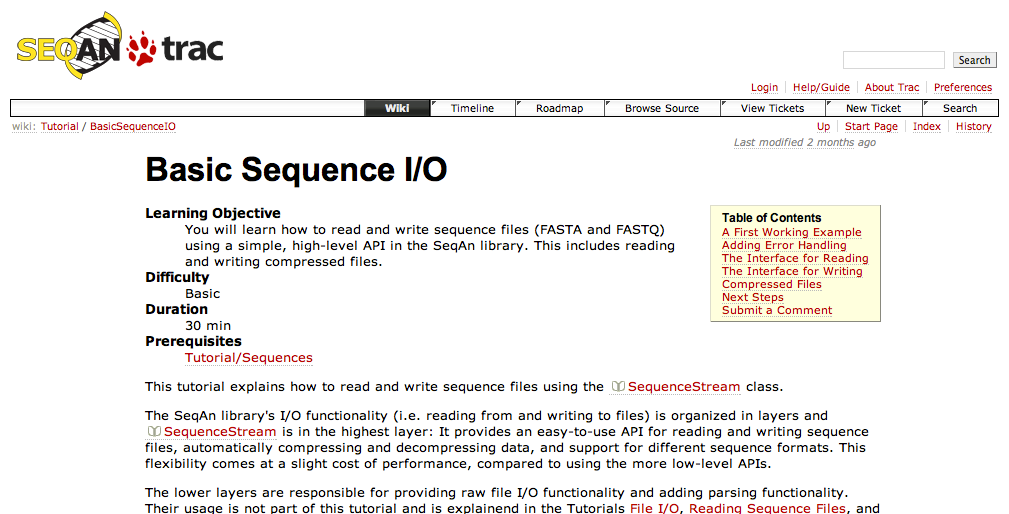 SEQAN trac
Search
Login Help/Guide About Trac Preferences
Wiki Timeline Roadmap Browse Source View Tickets New Ticket Search
wiki: Tutorial / BasicSequenceIO
Up Start Page Index History
Last modified 2 months ago
Basic Sequence I/O
Learning Objective
You will learn how to read and write sequence files (FASTA and FASTQ)
using a simple, high-level API in the SeqAn library. This includes reading
and writing compressed files.
Difficulty
Basic
Duration
30 min
Prerequisites
Tutorial/Sequences
Table of Contents
A First Working Example
Adding Error Handling
The Interface for Reading
The Interface for Writing
Compressed Files
Next Steps
Submit a Comment
This tutorial explains how to read and write sequence files using the SequenceStream class.
The SeqAn library's I/O functionality (i.e. reading from and writing to files) is organized in layers and
SequenceStream is in the highest layer: It provides an easy-to-use API for reading and writing sequence
files, automatically compressing and decompressing data, and support for different sequence formats. This
flexibility comes at a slight cost of performance, compared to using the more low-level APIs.
The lower layers are responsible for providing raw file I/O functionality and adding parsing functionality.
Their usage is not part of this tutorial and is explainend in the Tutorials File I/O, Reading Sequence Files, and